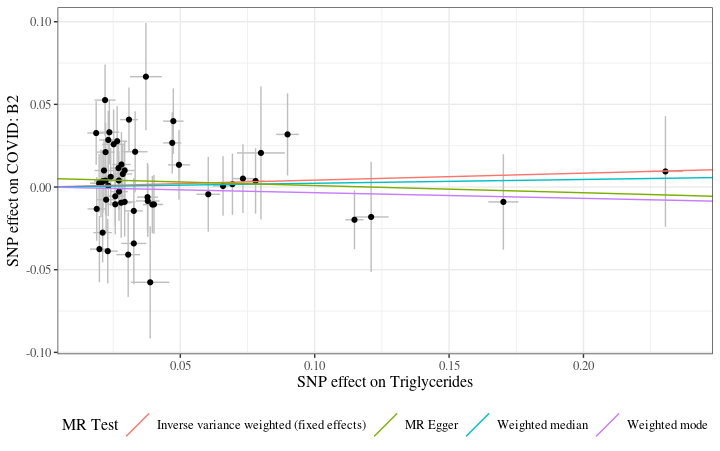 0.10
0.05
0.00
-0.05
-0.10
SNP effect on COVID: B2
0.05 0.10 0.15 0.20
SNP effect on Triglycerides
MR Test Inverse variance weighted (fixed effects) MR Egger Weighted median Weighted mode